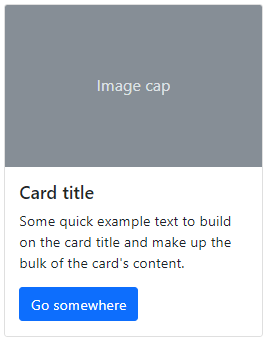 Image cap
Card title
Some quick example text to build
on the card title and make up the
bulk of the card's content.
Go somewhere